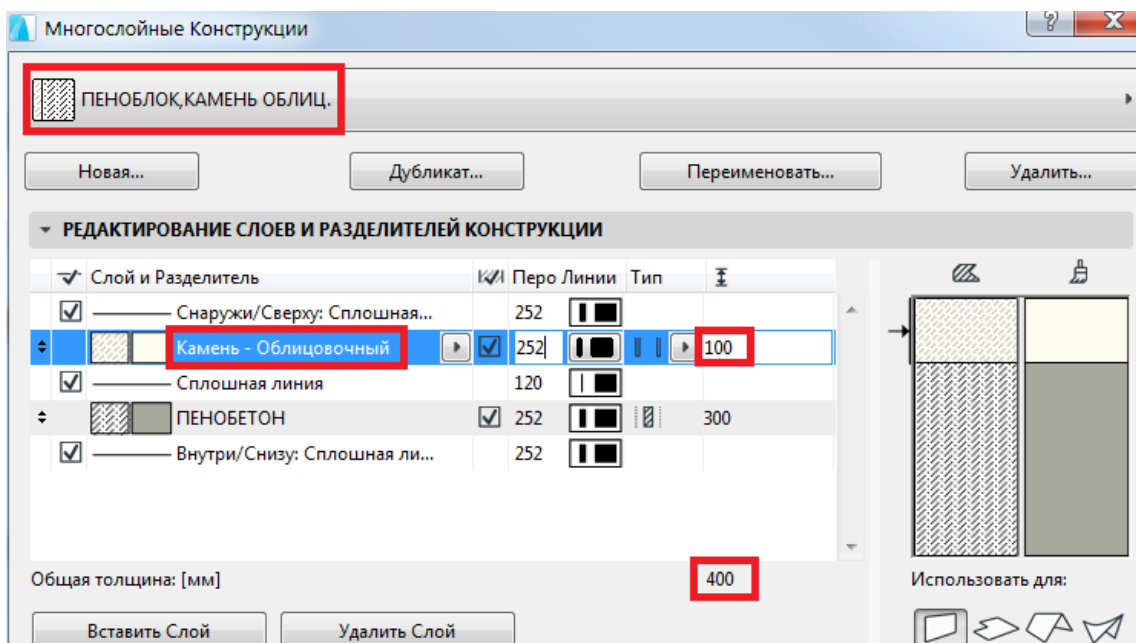 Многослойные Конструкции
ПЕНОБЛОК,КАМЕНЬ ОБЛИЦ.
Новая... Дубликат... Переименовать... Удалить...
РЕДАКТИРОВАНИЕ СЛОЕВ И РАЗДЕЛИТЕЛЕЙ КОНСТРУКЦИИ
Слой и Разделитель Перо Линии Тип
Снаружи/Сверху: Сплошная... 252
Камень - Облицовочный 252 100
Сплошная линия 120
ПЕНОБЕТОН 252 300
Внутри/Снизу: Сплошная ли... 252
Общая толщина: [мм] 400 Использовать для:
Вставить Слой Удалить Слой